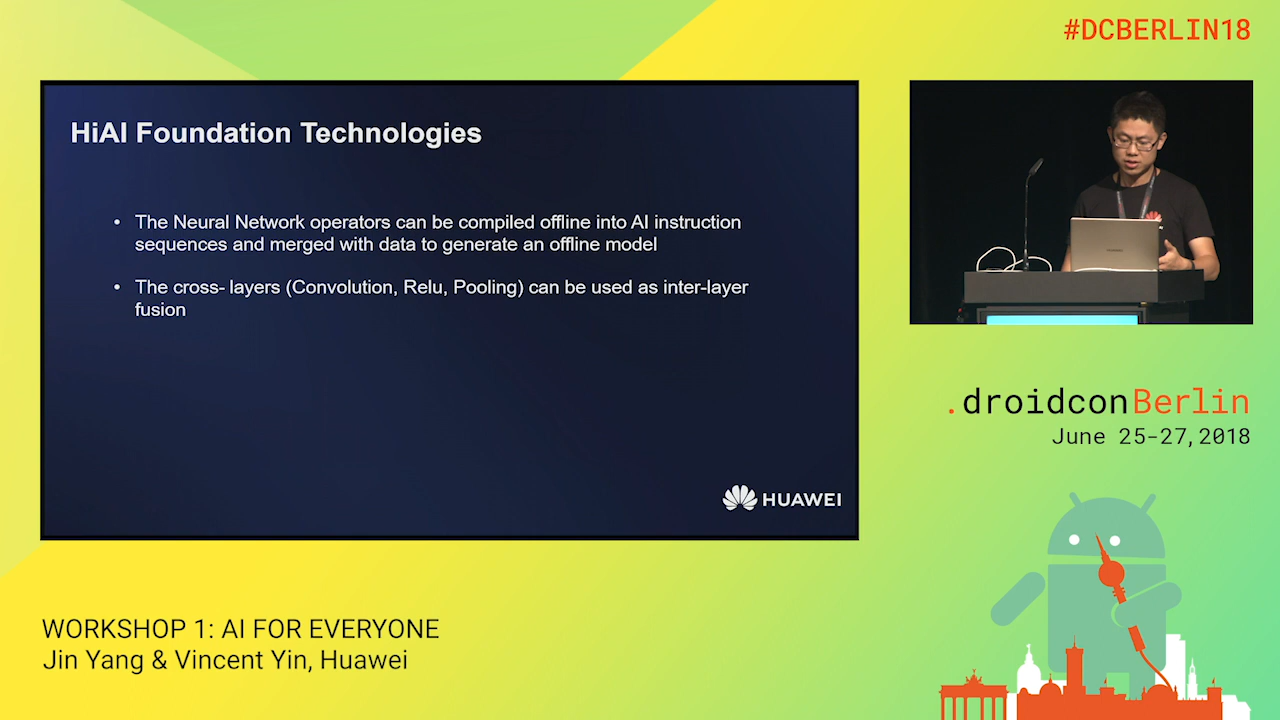 #DCBERLIN18
HiAI Foundation Technologies
• The Neural Network operators can be compiled offline into AI instruction
sequences and merged with data to generate an offline model
• The cross- layers (Convolution, Relu, Pooling) can be used as inter-layer
fusion
HUAWEI
.droidconBerlin
June 25-27,2018
WORKSHOP 1: AI FOR EVERYONE
Jin Yang & Vincent Yin, Huawei